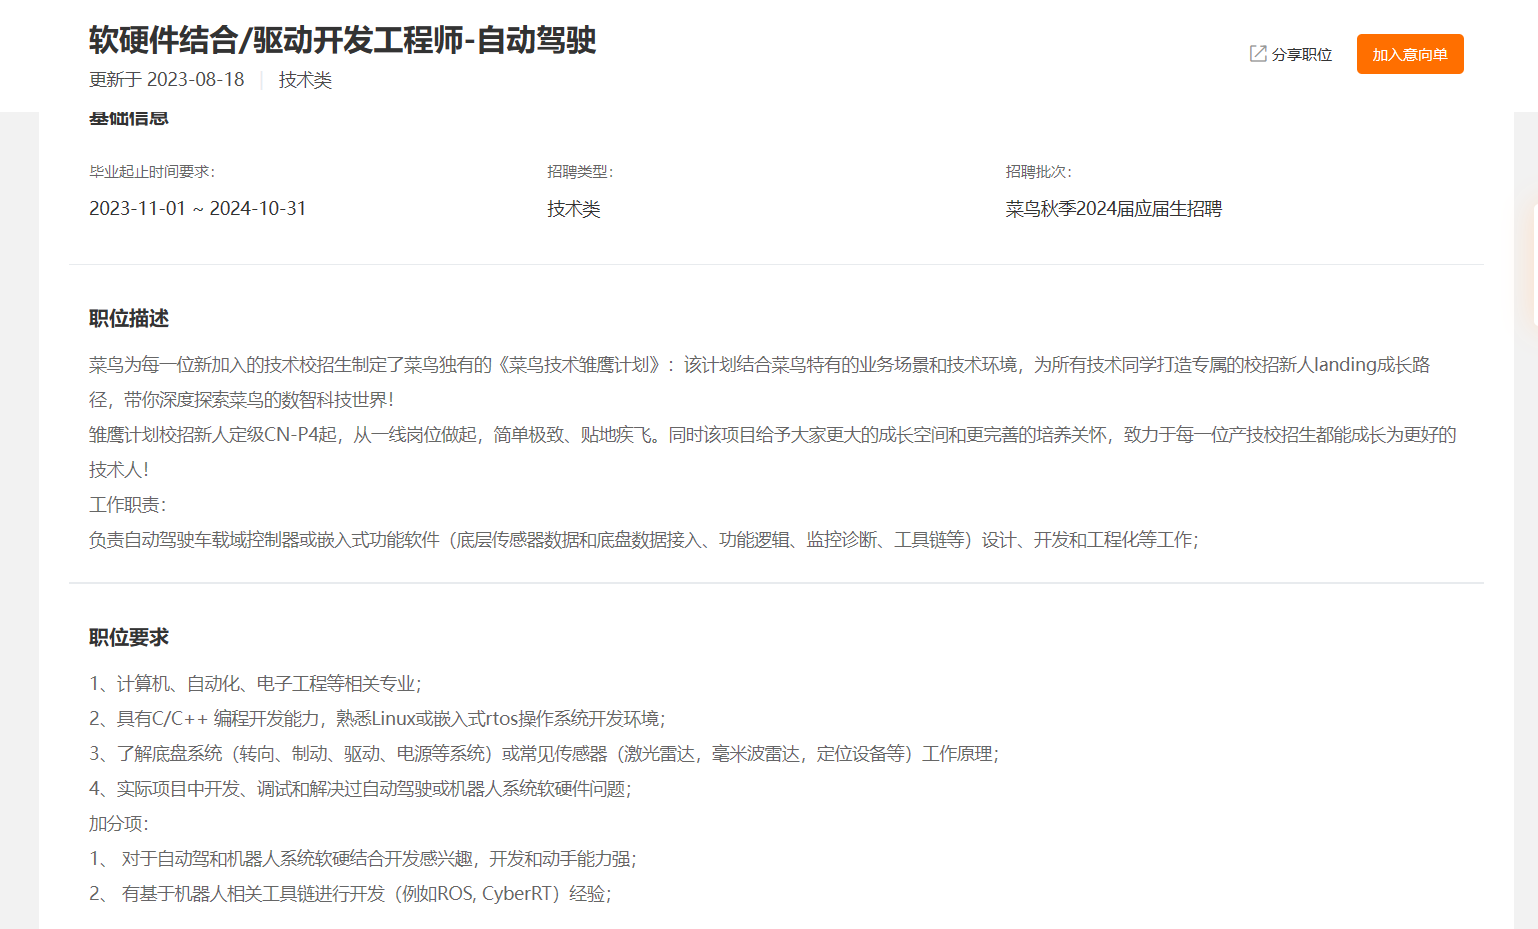 软硬件结合/驱动开发工程师-自动驾驶
更新于 2023-08-18 | 技术类
分享职位
加入意向单
基础信息
毕业起止时间要求：
招聘类型：
招聘批次：
2023-11-01 ~ 2024-10-31
技术类
菜鸟秋季2024届应届生招聘
职位描述
菜鸟为每一位新加入的技术校招生制定了菜鸟独有的《菜鸟技术雏鹰计划》：该计划结合菜鸟特有的业务场景和技术环境，为所有技术同学打造专属的校招新人landing成长路
径，带你深度探索菜鸟的数智科技世界！
雏鹰计划校招新人定级CN-P4起，从一线岗位做起，简单极致、贴地疾飞。同时该项目给予大家更大的成长空间和更完善的培养关怀，致力于每一位产技校招生都能成长为更好的
技术人！
工作职责：
负责自动驾驶车载域控制器或嵌入式功能软件（底层传感器数据和底盘数据接入、功能逻辑、监控诊断、工具链等）设计、开发和工程化等工作；
职位要求
1、计算机、自动化、电子工程等相关专业；
2、具有C/C++ 编程开发能力，熟悉Linux或嵌入式rtos操作系统开发环境；
3、了解底盘系统（转向、制动、驱动、电源等系统）或常见传感器（激光雷达，毫米波雷达，定位设备等）工作原理；
4、实际项目中开发、调试和解决过自动驾驶或机器人系统软硬件问题；
加分项：
1、 对于自动驾和机器人系统软硬结合开发感兴趣，开发和动手能力强；
2、 有基于机器人相关工具链进行开发（例如ROS, CyberRT）经验；